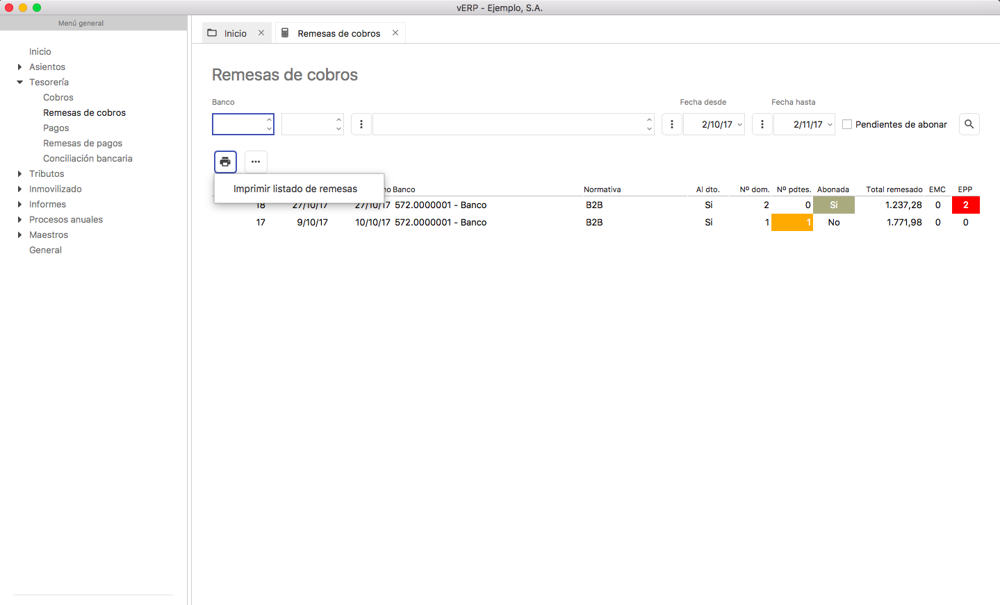 vERP - Ejemplo, S.A.
Menú general
Inicio
Asientos
Tesorería
Cobros
Remesas de cobros
Pagos
Remesas de pagos
Conciliación bancaria
Tributos
Inmovilizado
Informes
Procesos anuales
Maestros
General
Inicio
Remesas de cobros
Remesas de cobros
Banco Fecha desde Fecha hasta
2/10/17 2/11/17 Pendientes de abonar
Imprimir listado de remesas
Banco Normativa Al dto. Nº dom. Nº pdtes. Abonada Total remesado EMC EPP
18 27/10/17 27/10/17 572.0000001 - Banco B2B Si 2 0 Si 1.237,28 0 2
17 9/10/17 10/10/17 572.0000001 - Banco B2B Si 1 1 No 1.771,98 0 0